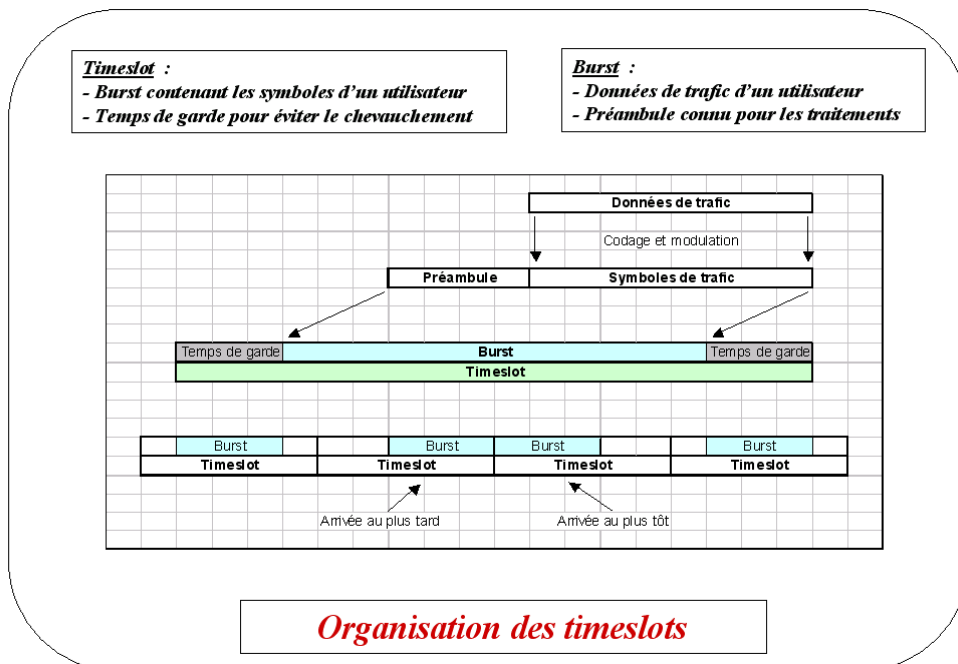 Timeslot :
- Burst contenant les symboles d'un utilisateur
- Temps de garde pour éviter le chevauchement
Burst :
- Données de trafic d'un utilisateur
- Préambule connu pour les traitements
Données de trafic
Codage et modulation
Préambule
Symboles de trafic
Temps de garde
Burst
Temps de garde
Timeslot
Burst
Burst
Burst
Burst
Timeslot
Timeslot
Timeslot
Timeslot
Arrivée au plus tard
Arrivée au plus tôt
Organisation des timeslots